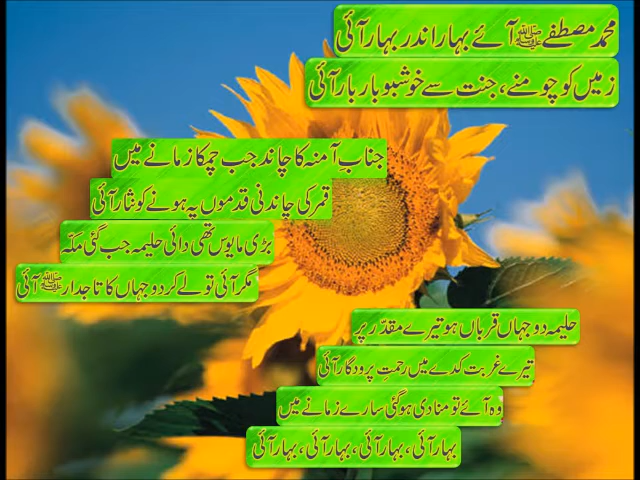 محمد مصطفےٰ ﷺ آئے بہار اندر بہار آئی
زمیں کو چومنے، جنت سے خوشبو بار بار آئی
جنابِ آمنہ کا چاند جب چمکا زمانے میں
قمر کی چاندنی قدموں پہ ہونے کو نثار آئی
بڑی مایوس تھی دائی حلیمہ جب گئی مکّہ
مگر آئی تو لے کر دو جہاں کا تاجدار ﷺ آئی
حلیمہ دو جہاں قرباں ہو تیرے مقدّر پر
تیرے غربت کدے میں رحمتِ پرودگار آئی
وہ آئے تو منادی ہو گئی سارے زمانے میں
بہار آئی، بہار آئی، بہار آئی، بہار آئی